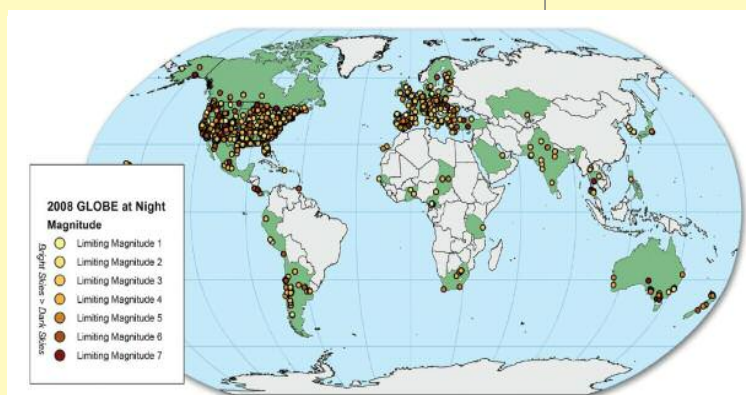 2008 GLOBE at Night
Magnitude
Bright Skies > Dark Skies
Limiting Magnitude 1
Limiting Magnitude 2
Limiting Magnitude 3
Limiting Magnitude 4
Limiting Magnitude 5
Limiting Magnitude 6
Limiting Magnitude 7